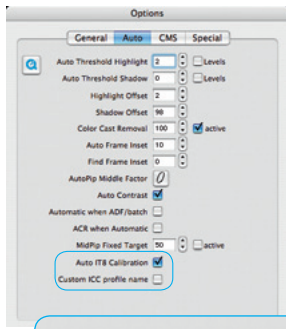 Options
General Auto CMS Special
Auto Threshold Highlight 2 Levels
Auto Threshold Shadow 0 Levels
Highlight Offset 2
Shadow Offset 98
Color Cast Removal 100 active
Auto Frame Inset 10
Find Frame Inset 0
AutoPip Middle Factor 0
Auto Contrast
Automatic when ADF/batch
ACR when Automatic
MidPip Fixed Target 50 active
Auto IT8 Calibration
Custom ICC profile name